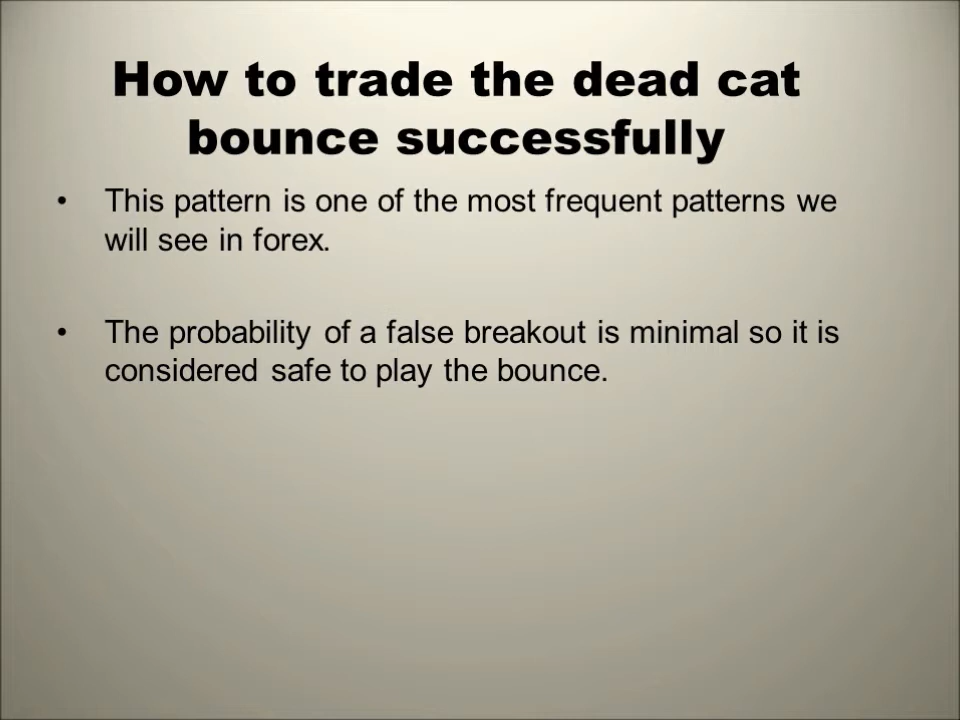 How to trade the dead cat
bounce successfully
• This pattern is one of the most frequent patterns we
will see in forex.
• The probability of a false breakout is minimal so it is
considered safe to play the bounce.